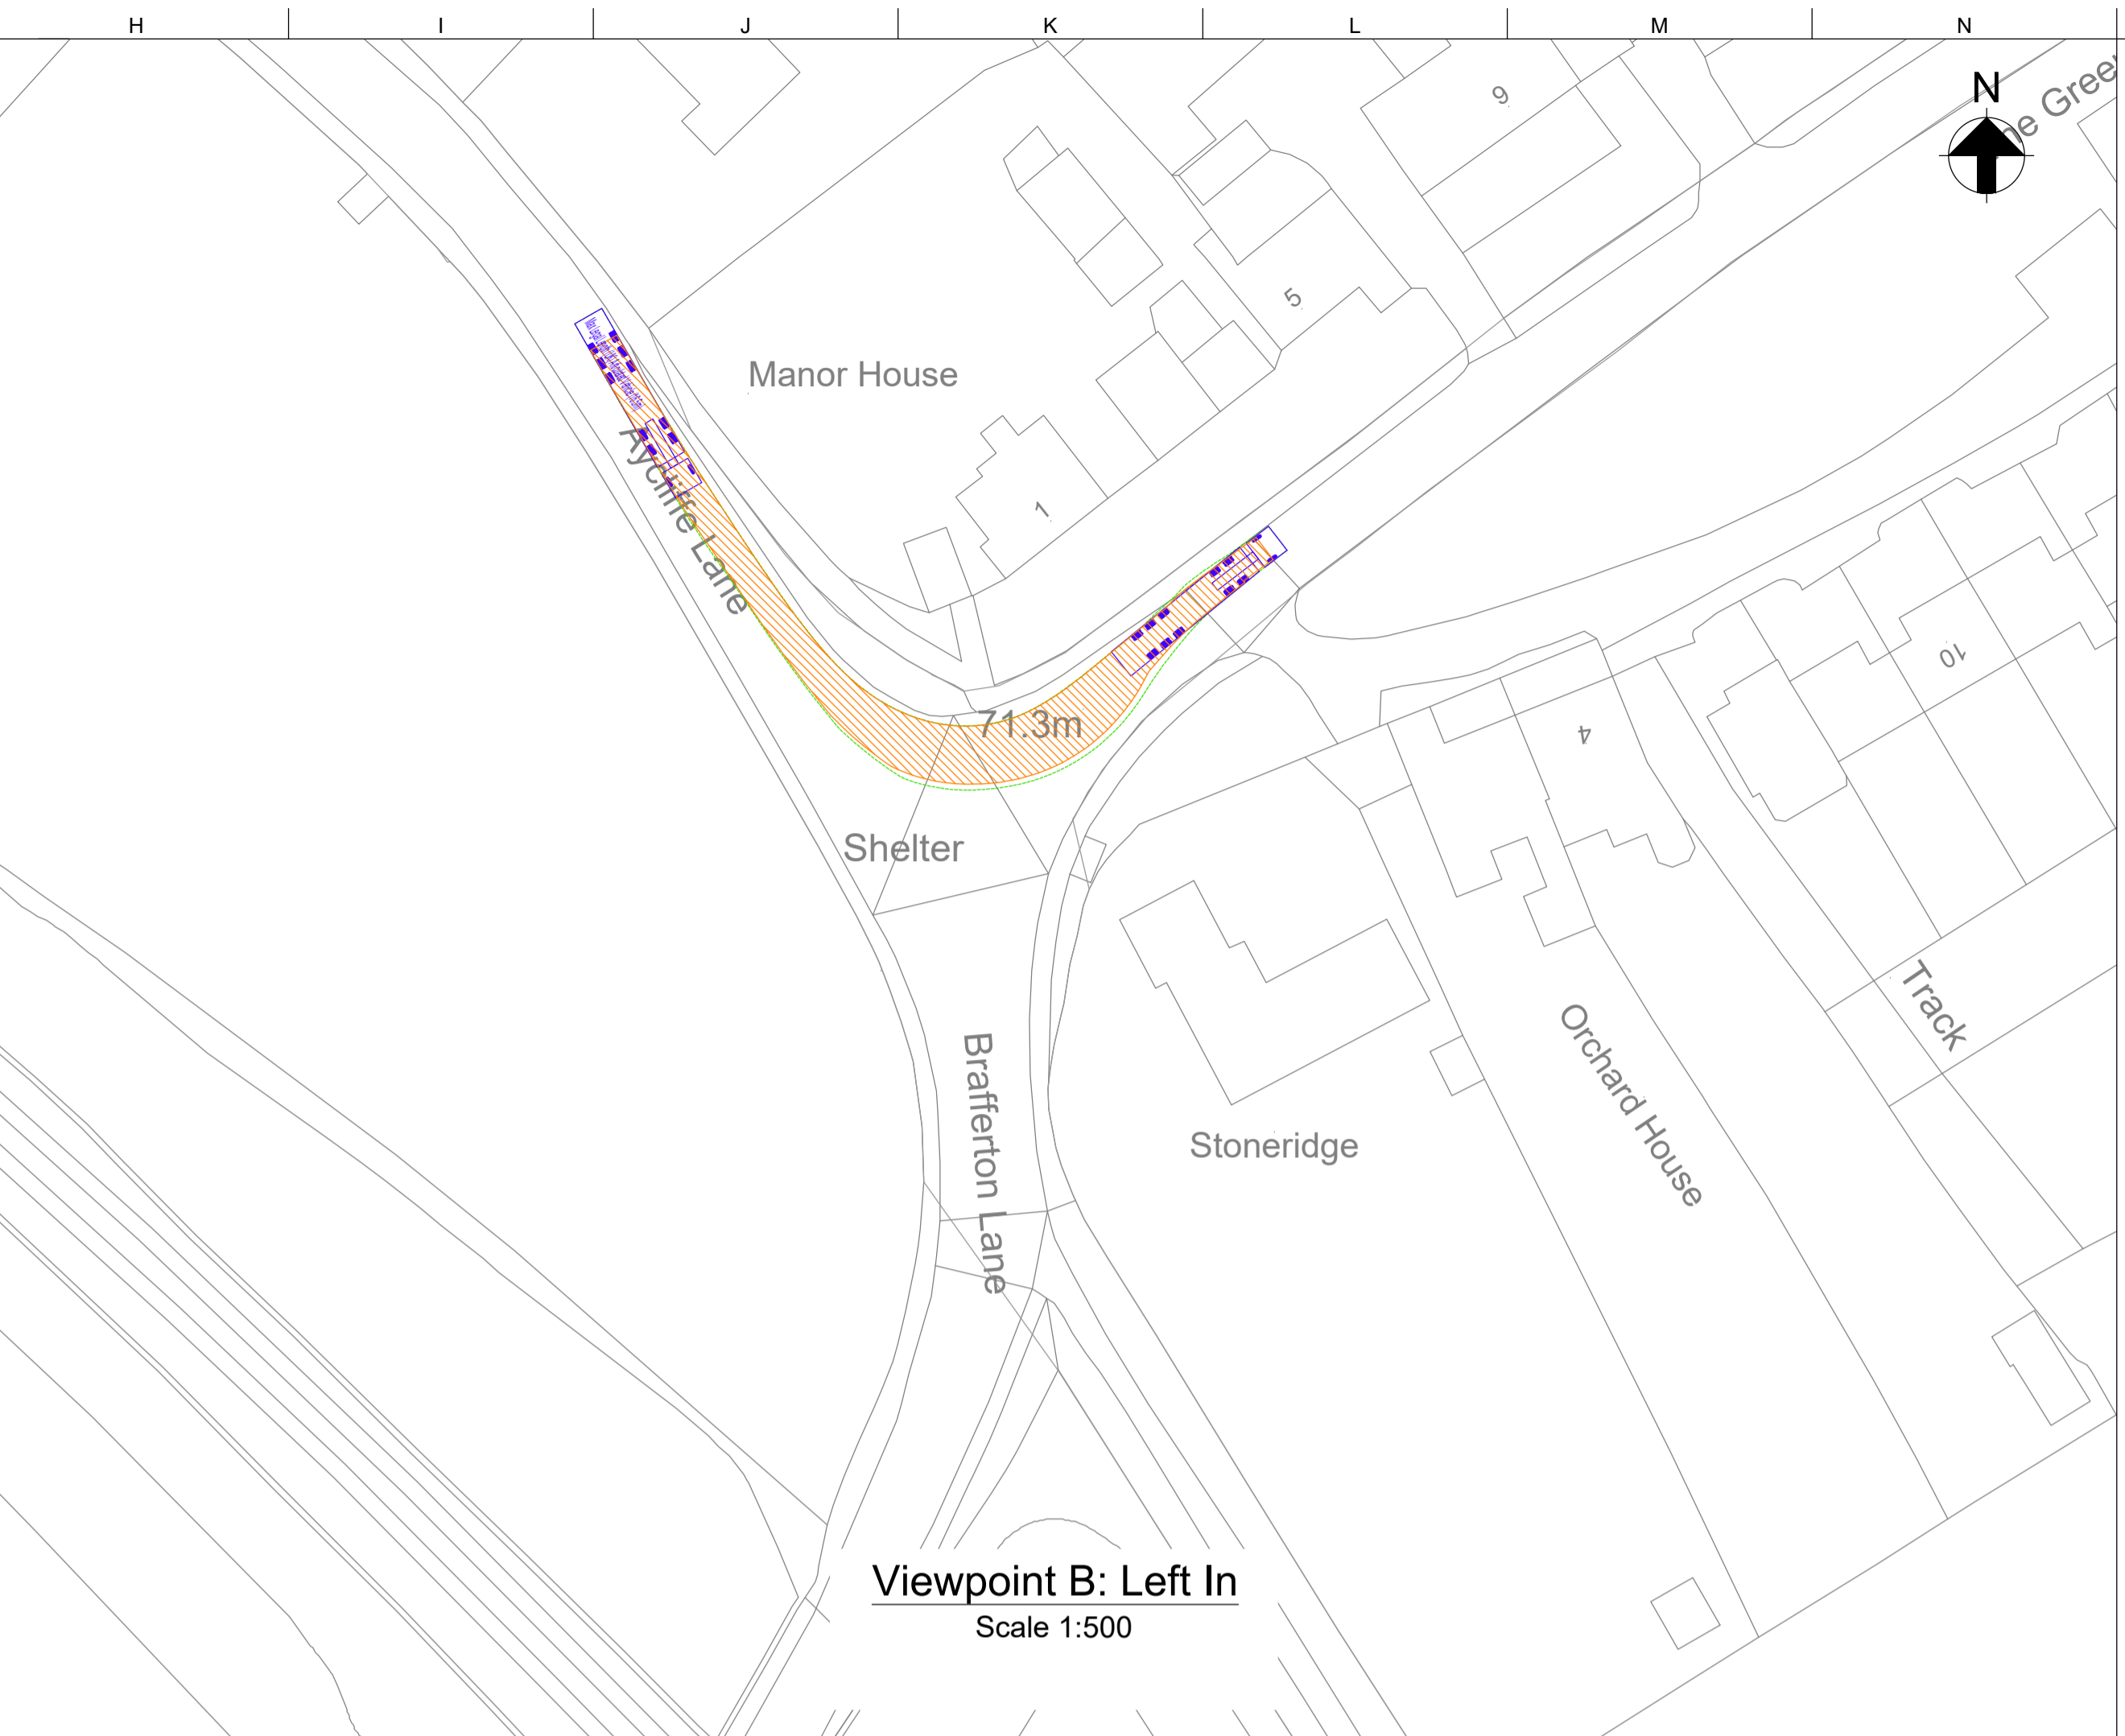 H
I
J
K
L
M
N
N
9
5
Manor House
1
Aycliffe Lane
10
71.3m
4
Shelter
Track
Orchard House
Brafferton Lane
Stoneridge
Viewpoint B: Left In
Scale 1:500